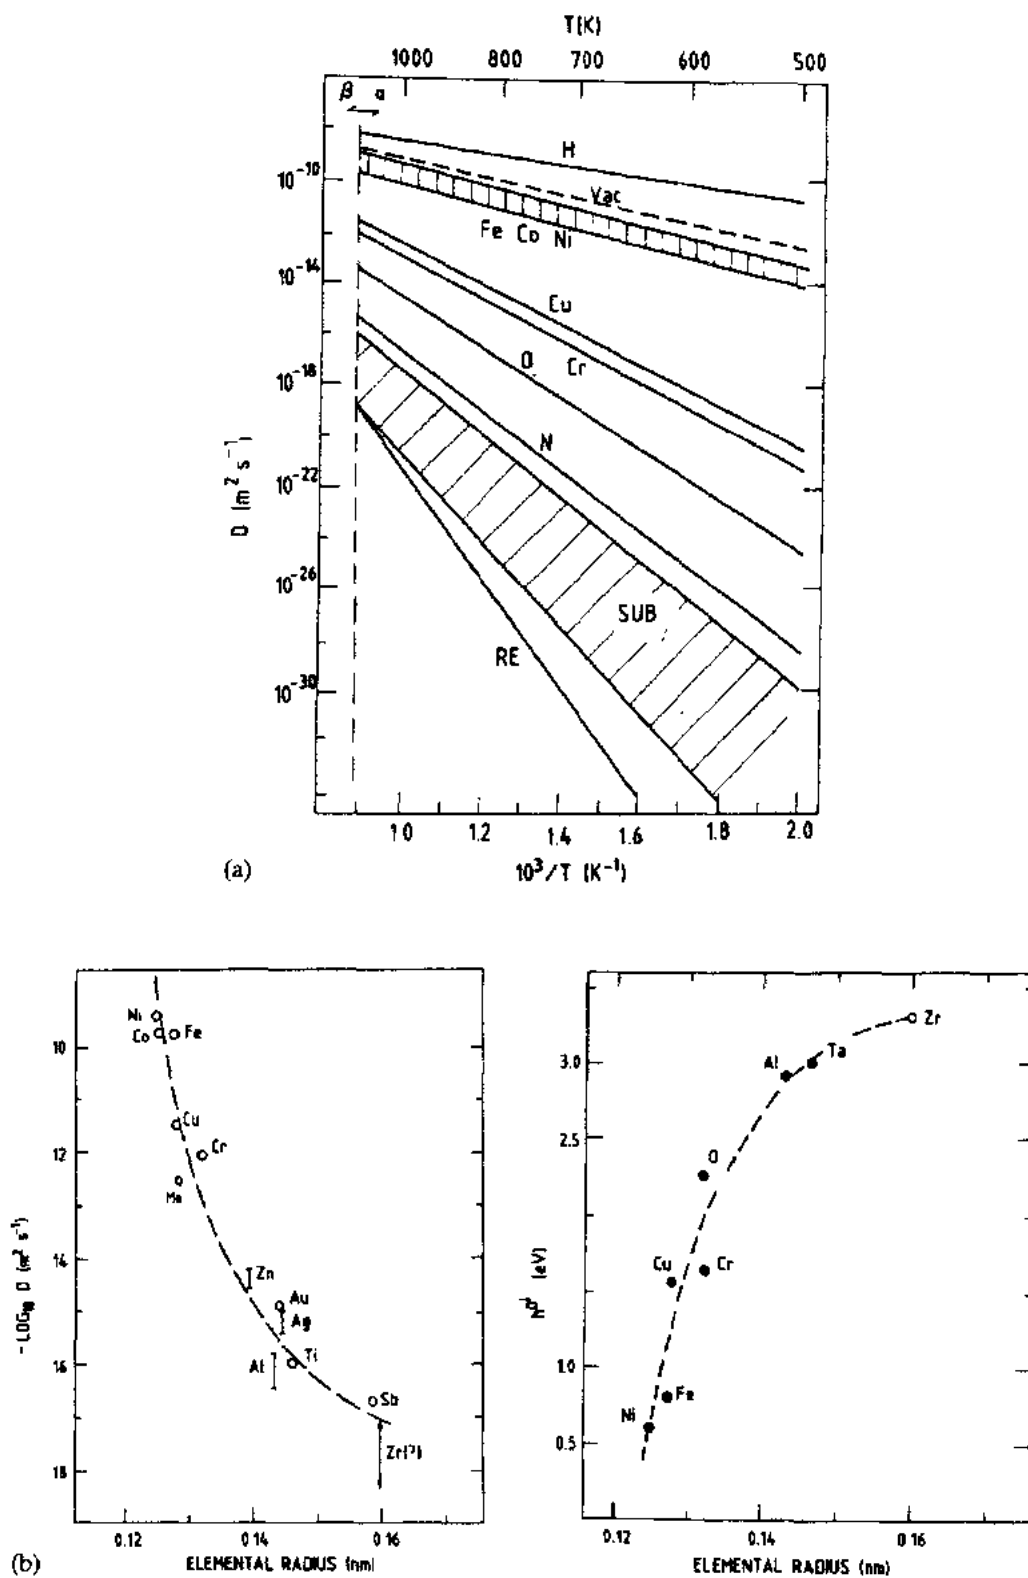 T(K)
1000 800 700 600 500
β α
H
10⁻¹⁰
Vac
Fe Co Ni
10⁻¹⁴
Cu
O Cr
10⁻¹⁸
N
10⁻²²
D (m² s⁻¹)
10⁻²⁶
SUB
RE
10⁻³⁰
1.0 1.2 1.4 1.6 1.8 2.0
10³/T (K⁻¹)
(a)
Ni
Co Fe
10
Cu
Cr
12
Mn
14
Zn
Au
Ag
Ti
Al
16
Sb
Zr(?)
18
-LOG₁₀ D (m² s⁻¹)
0.12 0.14 0.16
ELEMENTAL RADIUS (nm)
(b)
Zr
3.0
Al Ta
2.5
O
Cu Cr
(eV)
1.0
Fe
Ni
0.5
0.12 0.14 0.16
ELEMENTAL RADIUS (nm)